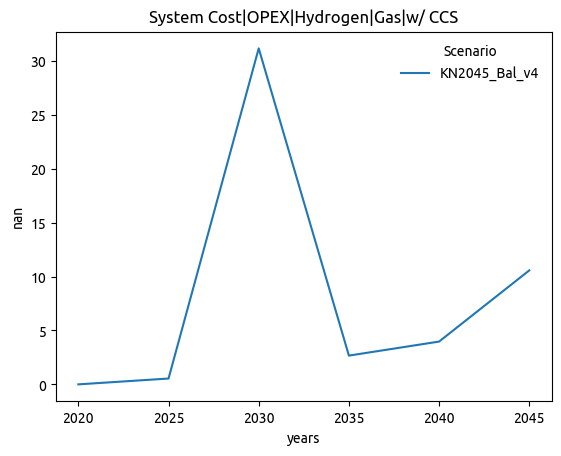 System Cost|OPEX|Hydrogen|Gas|w/ CCS
Scenario
KN2045_Bal_v4
nan
30
25
20
15
10
5
0
2020 2025 2030 2035 2040 2045
years